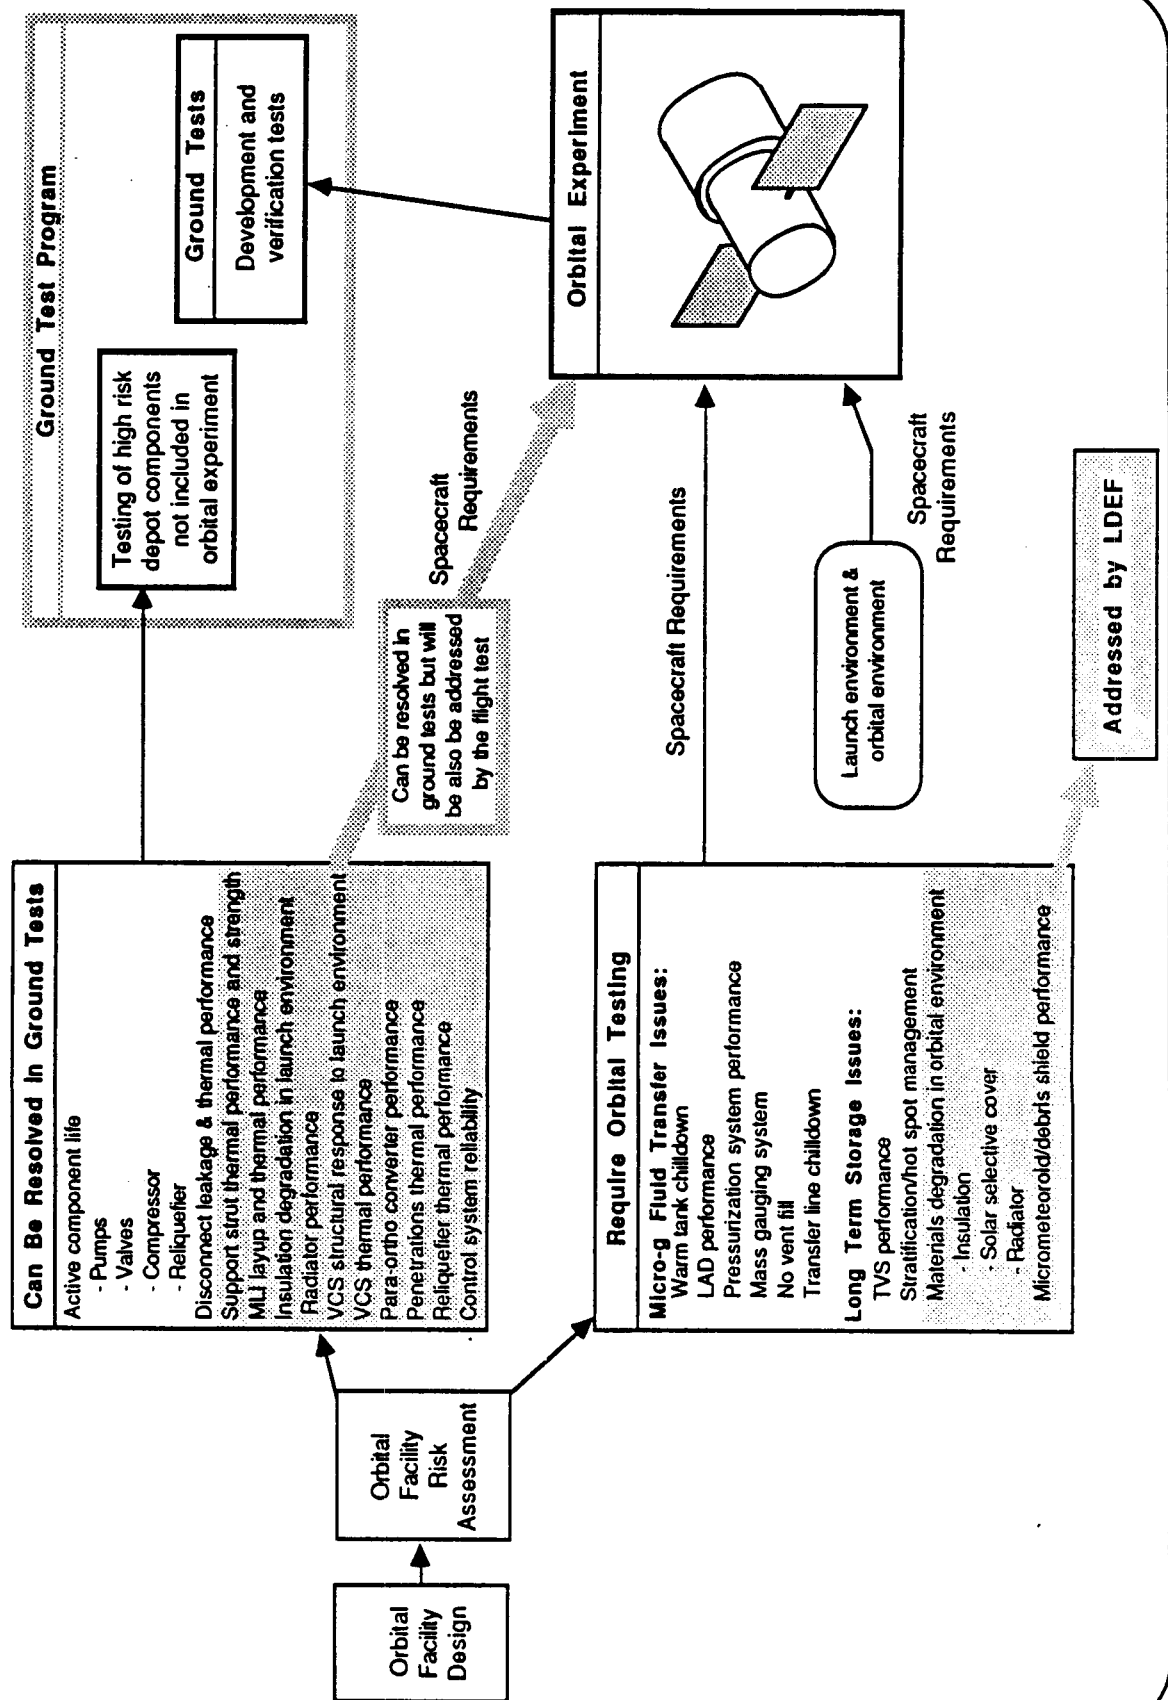 Orbital
Facility
Design
Orbital
Facility
Risk
Assessment
Can Be Resolved in Ground Tests
Active component life
- Pumps
- Valves
- Compressor
- Reliquefier
Disconnect leakage & thermal performance
Support strut thermal performance and strength
MLI layup and thermal performance
Insulation degradation in launch environment
Radiator performance
VCS structural response to launch environment
VCS thermal performance
Para-ortho converter performance
Penetrations thermal performance
Reliquefier thermal performance
Control system reliability
Require Orbital Testing
Micro-g Fluid Transfer Issues:
Warm tank chilldown
LAD performance
Pressurization system performance
Mass gauging system
No vent fill
Transfer line chilldown
Long Term Storage Issues:
TVS performance
Stratification/hot spot management
Materials degradation in orbital environment
- Insulation
- Solar selective cover
- Radiator
Micrometeoroid/debris shield performance
Ground Test Program
Testing of high risk
depot components
not included in
orbital experiment
Ground Tests
Development and
verification tests
Can be resolved in
ground tests but will
be also be addressed
by the flight test
Spacecraft
Requirements
Spacecraft Requirements
Launch environment &
orbital environment
Spacecraft
Requirements
Orbital Experiment
Addressed by LDEF